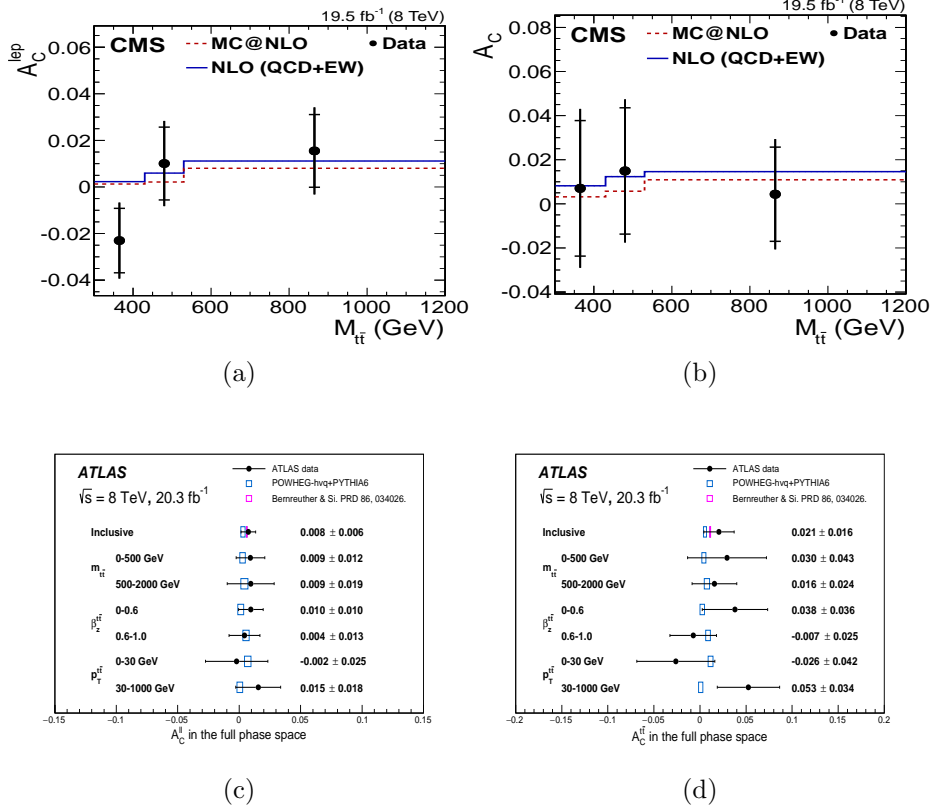 19.5 fb⁻¹ (8 TeV)
CMS
MC@NLO
Data
NLO (QCD+EW)
A_C^lep
0.06
0.04
0.02
0
-0.02
-0.04
400 600 800 1000 1200
M_tt̄ (GeV)
(a)
19.5 fb⁻¹ (8 TeV)
CMS
MC@NLO
Data
NLO (QCD+EW)
A_C
0.08
0.06
0.04
0.02
0
-0.02
-0.04
400 600 800 1000 1200
M_tt̄ (GeV)
(b)
ATLAS
√s = 8 TeV, 20.3 fb⁻¹
ATLAS data
POWHEG-hvq+PYTHIA6
Bernreuther & Si. PRD 86, 034026.
Inclusive 0.008 ± 0.006
m_tt̄
0-500 GeV 0.009 ± 0.012
500-2000 GeV 0.009 ± 0.019
β_z^tt̄
0-0.6 0.010 ± 0.010
0.6-1.0 0.004 ± 0.013
p_T^tt̄
0-30 GeV -0.002 ± 0.025
30-1000 GeV 0.015 ± 0.018
−0.15 −0.1 −0.05 0 0.05 0.1 0.15
A_C^ll in the full phase space
(c)
ATLAS
√s = 8 TeV, 20.3 fb⁻¹
ATLAS data
POWHEG-hvq+PYTHIA6
Bernreuther & Si. PRD 86, 034026.
Inclusive 0.021 ± 0.016
m_tt̄
0-500 GeV 0.030 ± 0.043
500-2000 GeV 0.016 ± 0.024
β_z^tt̄
0-0.6 0.038 ± 0.036
0.6-1.0 -0.007 ± 0.025
p_T^tt̄
0-30 GeV -0.026 ± 0.042
30-1000 GeV 0.053 ± 0.034
−0.2 −0.15 −0.1 −0.05 0 0.05 0.1 0.15 0.2
A_C^tt̄ in the full phase space
(d)